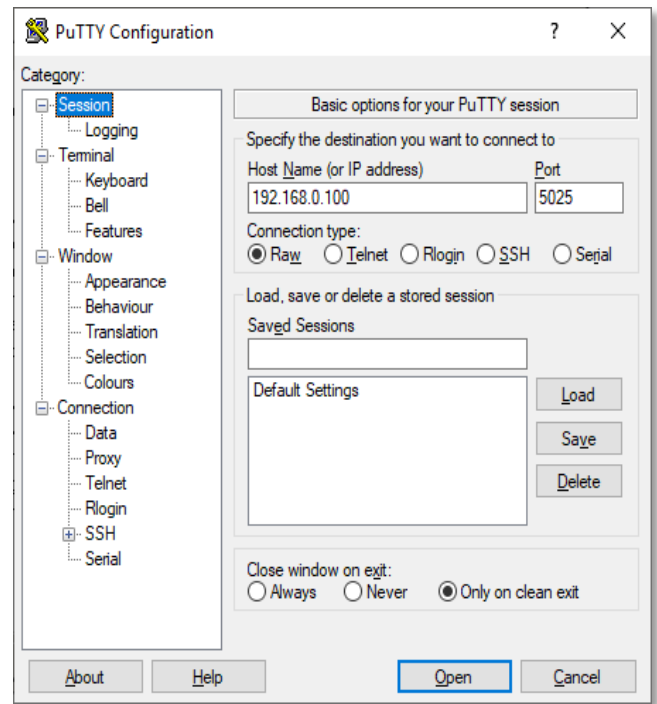 PuTTY Configuration ? X
Category:
Session
Logging
Terminal
Keyboard
Bell
Features
Window
Appearance
Behaviour
Translation
Selection
Colours
Connection
Data
Proxy
Telnet
Rlogin
SSH
Serial
Basic options for your PuTTY session
Specify the destination you want to connect to
Host Name (or IP address) Port
192.168.0.100 5025
Connection type:
Raw Telnet Rlogin SSH Serial
Load, save or delete a stored session
Saved Sessions
Default Settings
Load
Save
Delete
Close window on exit:
Always Never Only on clean exit
About Help Open Cancel